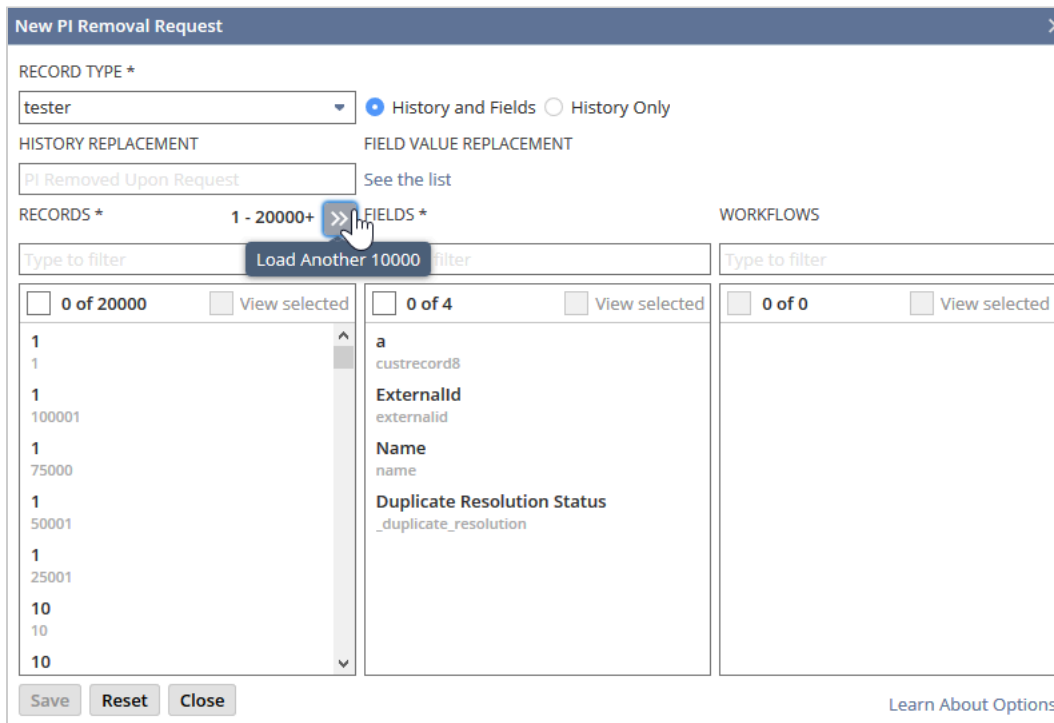 New PI Removal Request
RECORD TYPE *
tester
History and Fields
History Only
HISTORY REPLACEMENT
FIELD VALUE REPLACEMENT
PI Removed Upon Request
See the list
RECORDS *
1 - 20000+
FIELDS *
WORKFLOWS
Type to filter
Load Another 10000
filter
Type to filter
0 of 20000
View selected
0 of 4
View selected
0 of 0
View selected
1
1
1
100001
1
75000
1
50001
1
25001
10
10
10
a
custrecord8
ExternalId
externalid
Name
name
Duplicate Resolution Status
_duplicate_resolution
Save
Reset
Close
Learn About Options